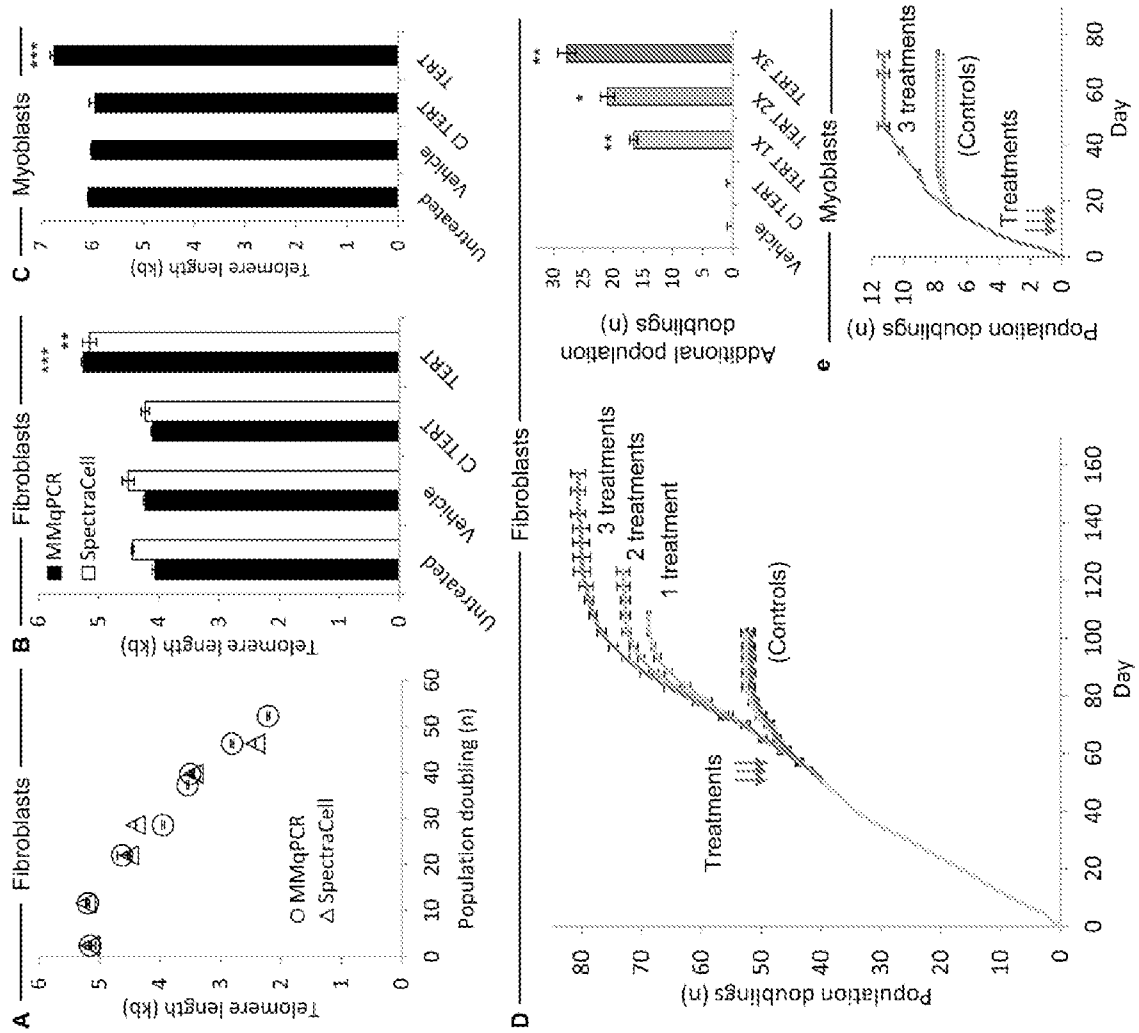 A
Fibroblasts
Telomere length (kb)
6
5
4
3
2
1
0
MMqPCR
SpectraCell
0
10
20
30
40
50
60
Population doubling (n)
B
Fibroblasts
MMqPCR
SpectraCell
Telomere length (kb)
6
5
4
3
2
1
0
***
**
Untreated
Vehicle
CI TERT
TERT
C
Myoblasts
Telomere length (kb)
7
6
5
4
3
2
1
0
***
Untreated
Vehicle
CI TERT
TERT
D
Fibroblasts
Population doublings (n)
80
70
60
50
40
30
20
10
0
Treatments
3 treatments
2 treatments
1 treatment
(Controls)
0
20
40
60
80
100
120
140
160
Day
Additional population
doublings (n)
30
25
20
15
10
5
0
**
*
**
Vehicle
CI TERT
TERT 1X
TERT 2X
TERT 3X
e
Myoblasts
Population doublings (n)
12
10
8
6
4
2
0
3 treatments
(Controls)
Treatments
0
20
40
60
80
Day